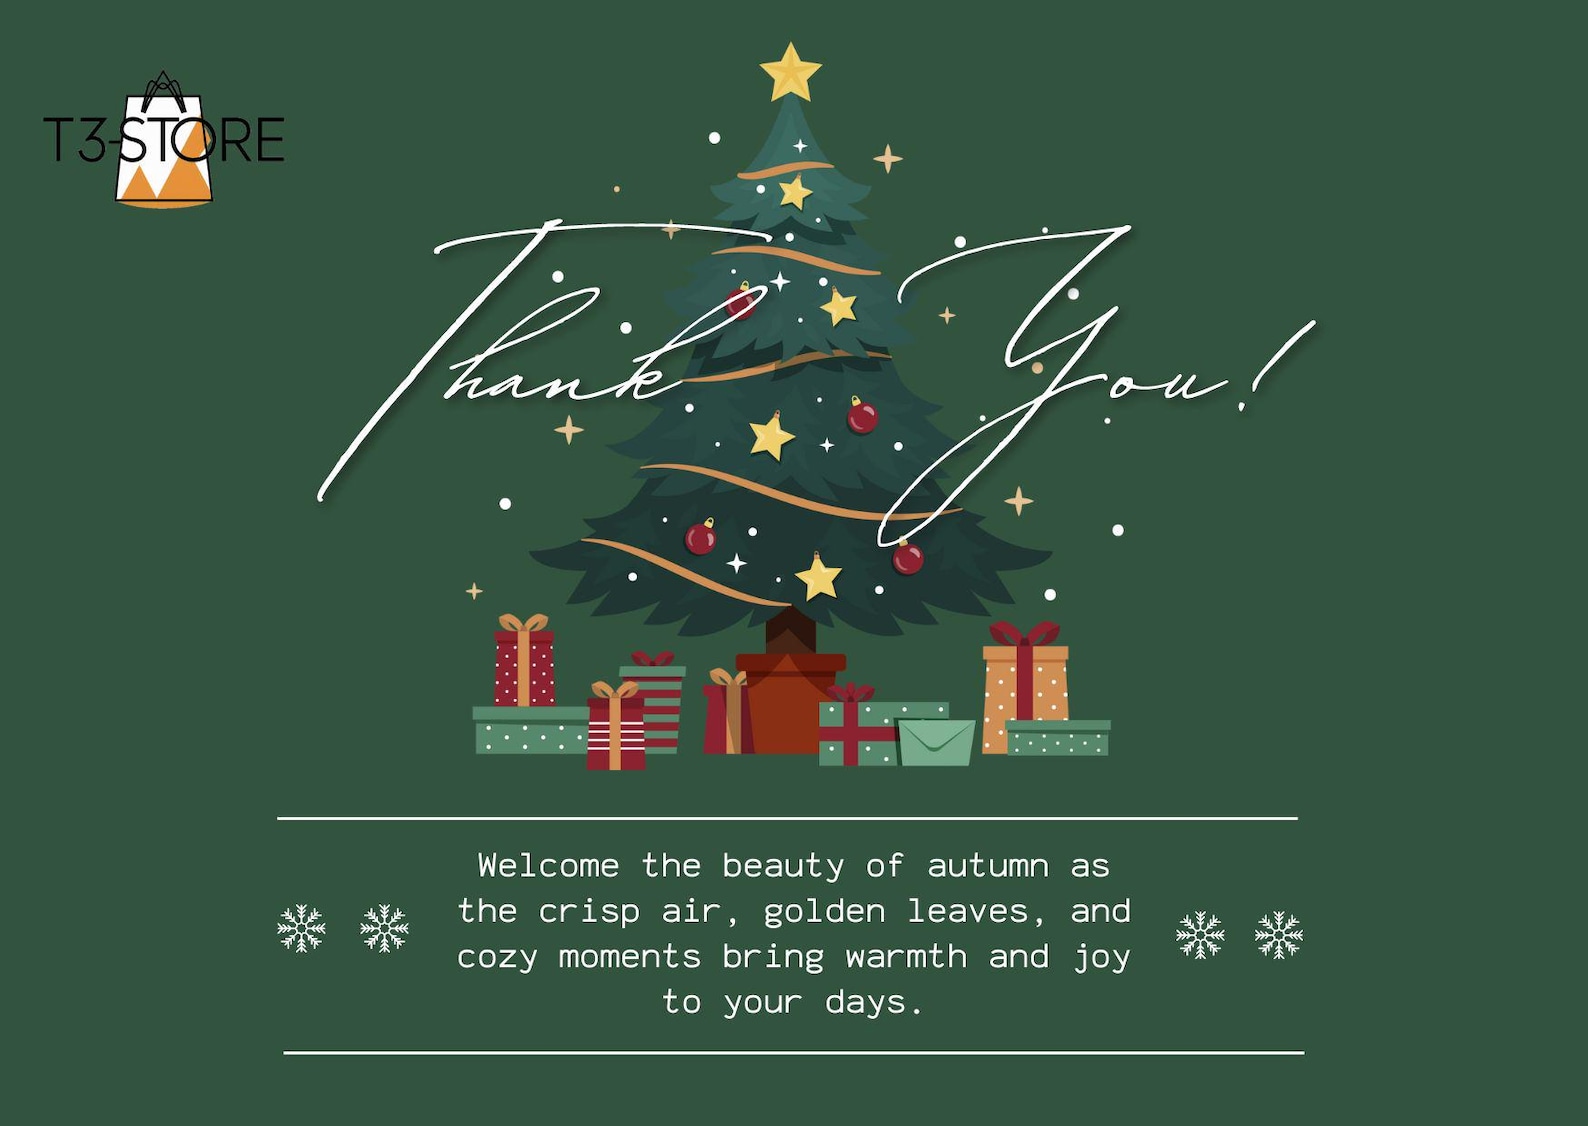 T3-STORE
Thank You!
Welcome the beauty of autumn as
the crisp air, golden leaves, and
cozy moments bring warmth and joy
to your days.